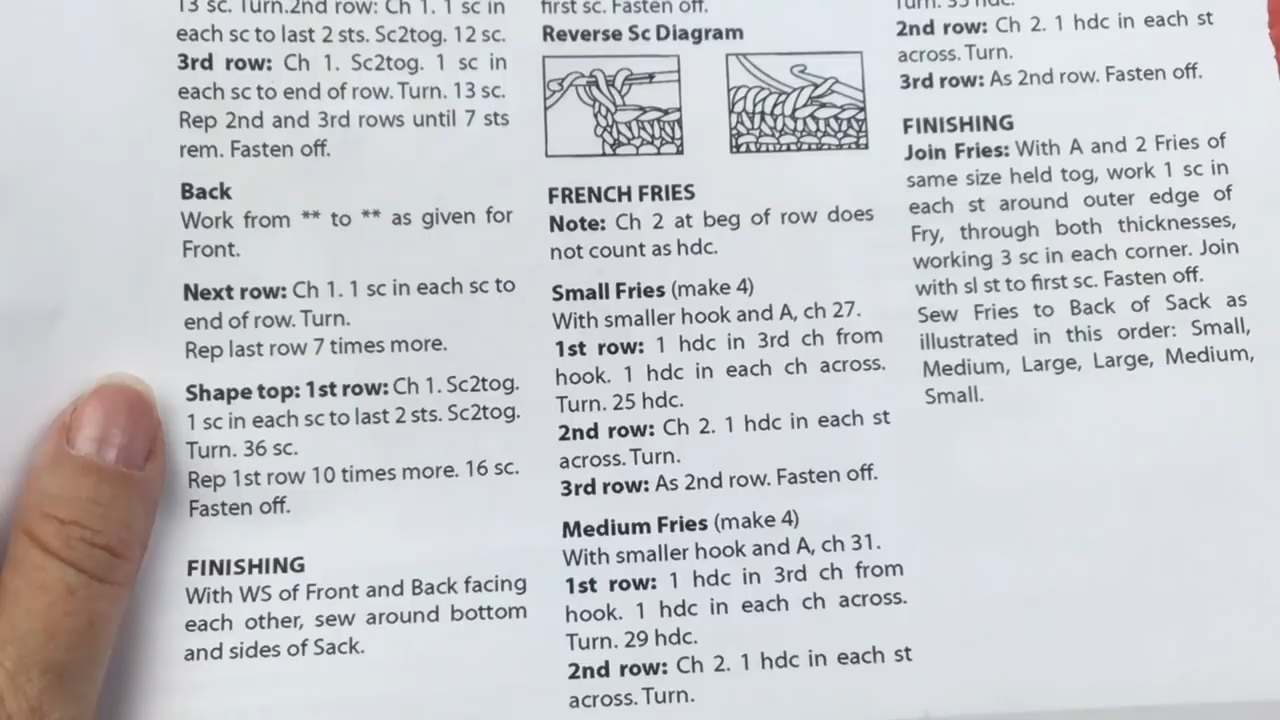 13 sc. Turn.2nd row: Ch 1. 1 sc in
each sc to last 2 sts. Sc2tog. 12 sc.
3rd row: Ch 1. Sc2tog. 1 sc in
each sc to end of row. Turn. 13 sc.
Rep 2nd and 3rd rows until 7 sts
rem. Fasten off.
Back
Work from ** to ** as given for
Front.
Next row: Ch 1. 1 sc in each sc to
end of row. Turn.
Rep last row 7 times more.
Shape top: 1st row: Ch 1. Sc2tog.
1 sc in each sc to last 2 sts. Sc2tog.
Turn. 36 sc.
Rep 1st row 10 times more. 16 sc.
Fasten off.
FINISHING
With WS of Front and Back facing
each other, sew around bottom
and sides of Sack.
first sc. Fasten off.
Reverse Sc Diagram
FRENCH FRIES
Note: Ch 2 at beg of row does
not count as hdc.
Small Fries (make 4)
With smaller hook and A, ch 27.
1st row: 1 hdc in 3rd ch from
hook. 1 hdc in each ch across.
Turn. 25 hdc.
2nd row: Ch 2. 1 hdc in each st
across. Turn.
3rd row: As 2nd row. Fasten off.
Medium Fries (make 4)
With smaller hook and A, ch 31.
1st row: 1 hdc in 3rd ch from
hook. 1 hdc in each ch across.
Turn. 29 hdc.
2nd row: Ch 2. 1 hdc in each st
across. Turn.
Turn. 33 hdc.
2nd row: Ch 2. 1 hdc in each st
across. Turn.
3rd row: As 2nd row. Fasten off.
FINISHING
Join Fries: With A and 2 Fries of
same size held tog, work 1 sc in
each st around outer edge of
Fry, through both thicknesses,
working 3 sc in each corner. Join
with sl st to first sc. Fasten off.
Sew Fries to Back of Sack as
illustrated in this order: Small,
Medium, Large, Large, Medium,
Small.